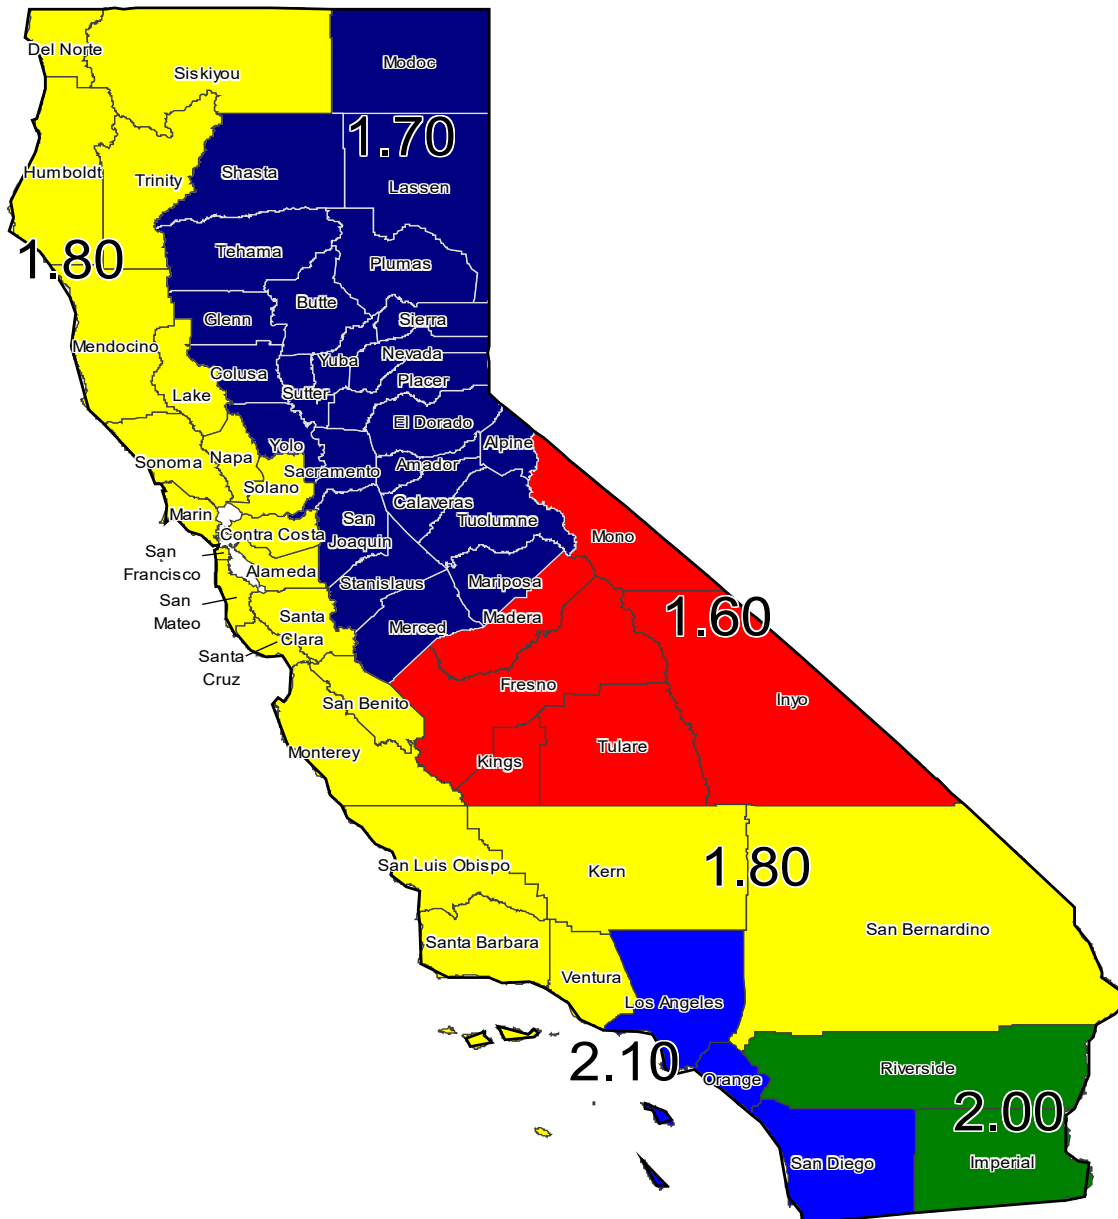 Del Norte
Siskiyou
Modoc
1.70
Humboldt
Trinity
Shasta
Lassen
1.80
Tehama
Plumas
Butte
Glenn
Sierra
Mendocino
Yuba
Nevada
Colusa
Placer
Lake
Sutter
El Dorado
Alpine
Yolo
Sonoma
Napa
Sacramento
Amador
Solano
Calaveras
Marin
San
Joaquin
Tuolumne
Contra Costa
Mono
San
Francisco
Alameda
Stanislaus
Mariposa
San
Mateo
Santa
Clara
Merced
Madera
1.60
Santa
Cruz
Fresno
Inyo
San Benito
Monterey
Kings
Tulare
San Luis Obispo
Kern
1.80
San Bernardino
Santa Barbara
Ventura
Los Angeles
2.10
Orange
Riverside
2.00
San Diego
Imperial